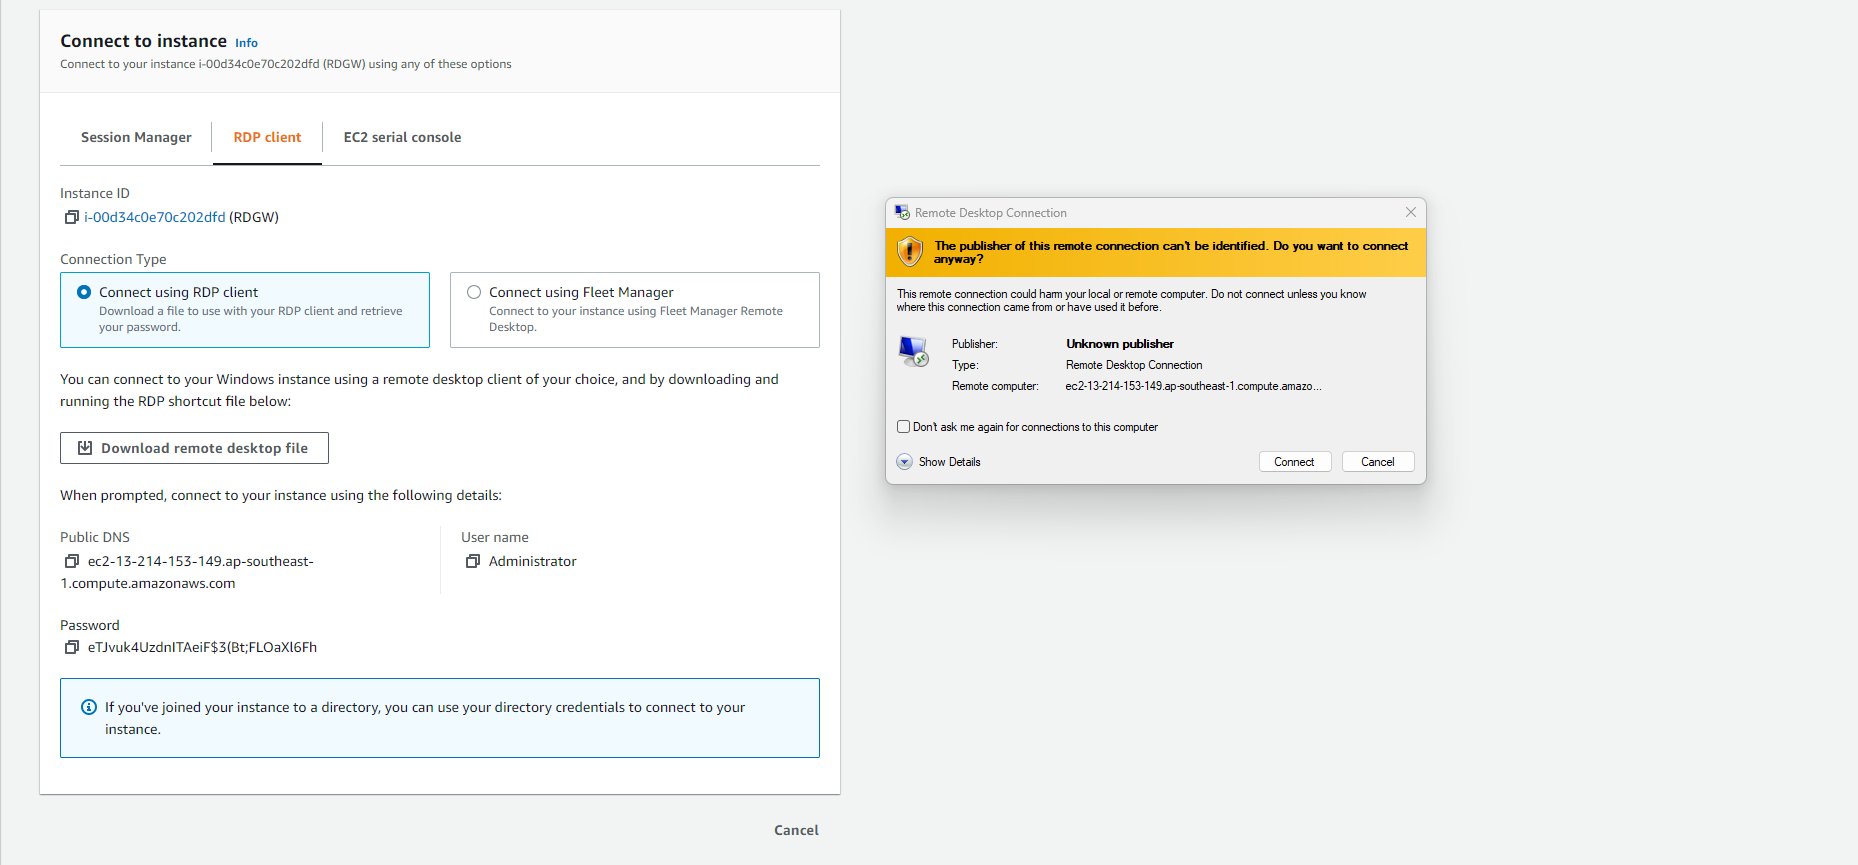 Connect to instance Info
Connect to your instance i-00d34c0e70c202dfd (RDGW) using any of these options
Session Manager
RDP client
EC2 serial console
Instance ID
i-00d34c0e70c202dfd (RDGW)
Connection Type
Connect using RDP client
Download a file to use with your RDP client and retrieve
your password.
Connect using Fleet Manager
Connect to your instance using Fleet Manager Remote
Desktop.
You can connect to your Windows instance using a remote desktop client of your choice, and by downloading and
running the RDP shortcut file below:
Download remote desktop file
When prompted, connect to your instance using the following details:
Public DNS
ec2-13-214-153-149.ap-southeast-
1.compute.amazonaws.com
User name
Administrator
Password
eTJvuk4UzdnITAeiF$3(Bt;FLOaXl6Fh
If you've joined your instance to a directory, you can use your directory credentials to connect to your
instance.
Cancel
Remote Desktop Connection
The publisher of this remote connection can't be identified. Do you want to connect
anyway?
This remote connection could harm your local or remote computer. Do not connect unless you know
where this connection came from or have used it before.
Publisher:
Unknown publisher
Type:
Remote Desktop Connection
Remote computer:
ec2-13-214-153-149.ap-southeast-1.compute.amazo...
Don't ask me again for connections to this computer
Show Details
Connect
Cancel